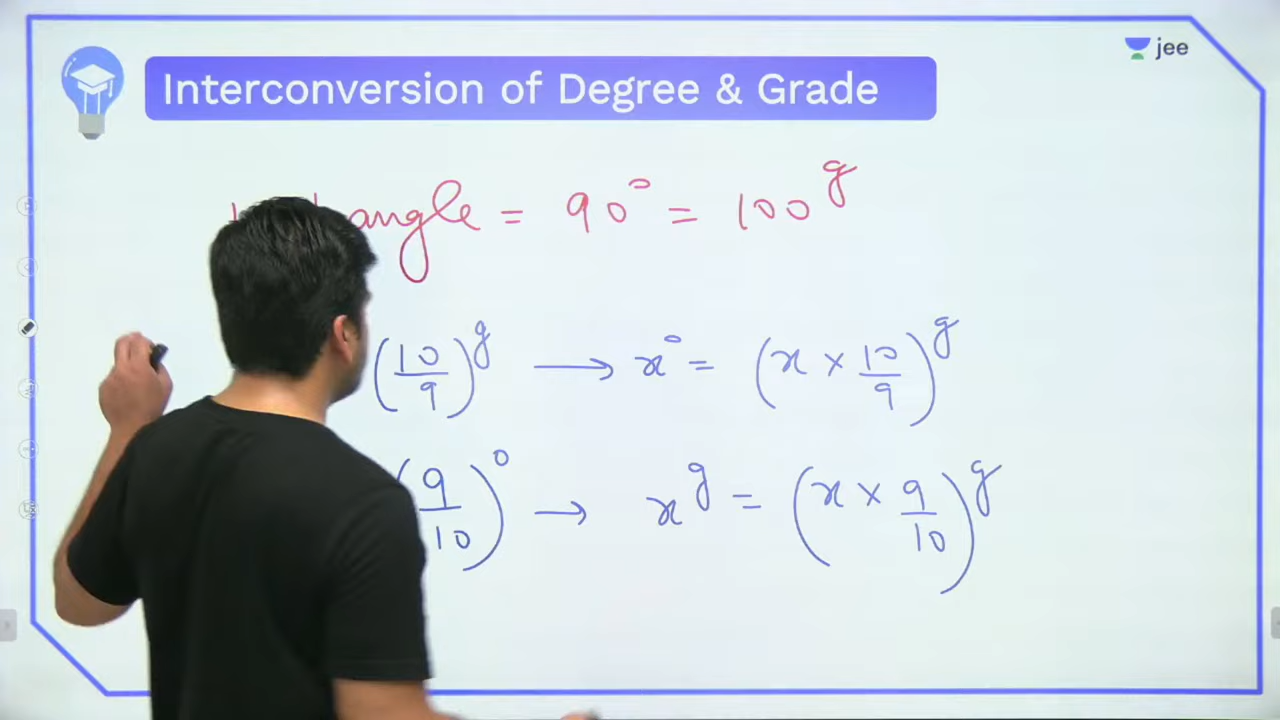 jee
Interconversion of Degree & Grade
angle = 90° = 100^g
(10/9)^g → x° = (x × 10/9)^g
(9/10)° → x^g = (x × 9/10)^g